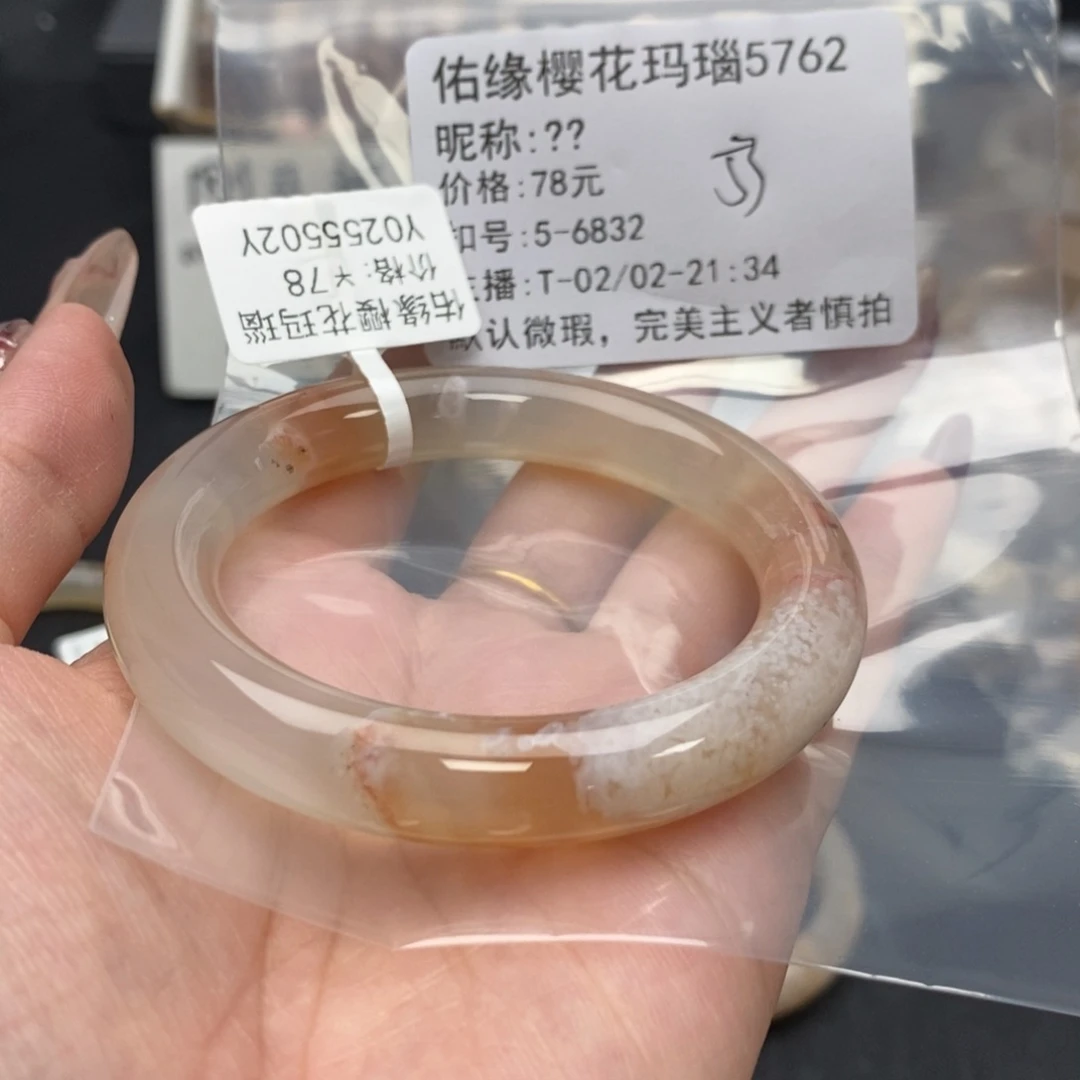 佑缘樱花玛瑙5762
昵称:??
价格:78元
扣号:5-6832
播:T-02/02-21:34
默认微瑕，完美主义者慎拍
佑缘樱花玛瑙
价格:￥78
Y0255502Y